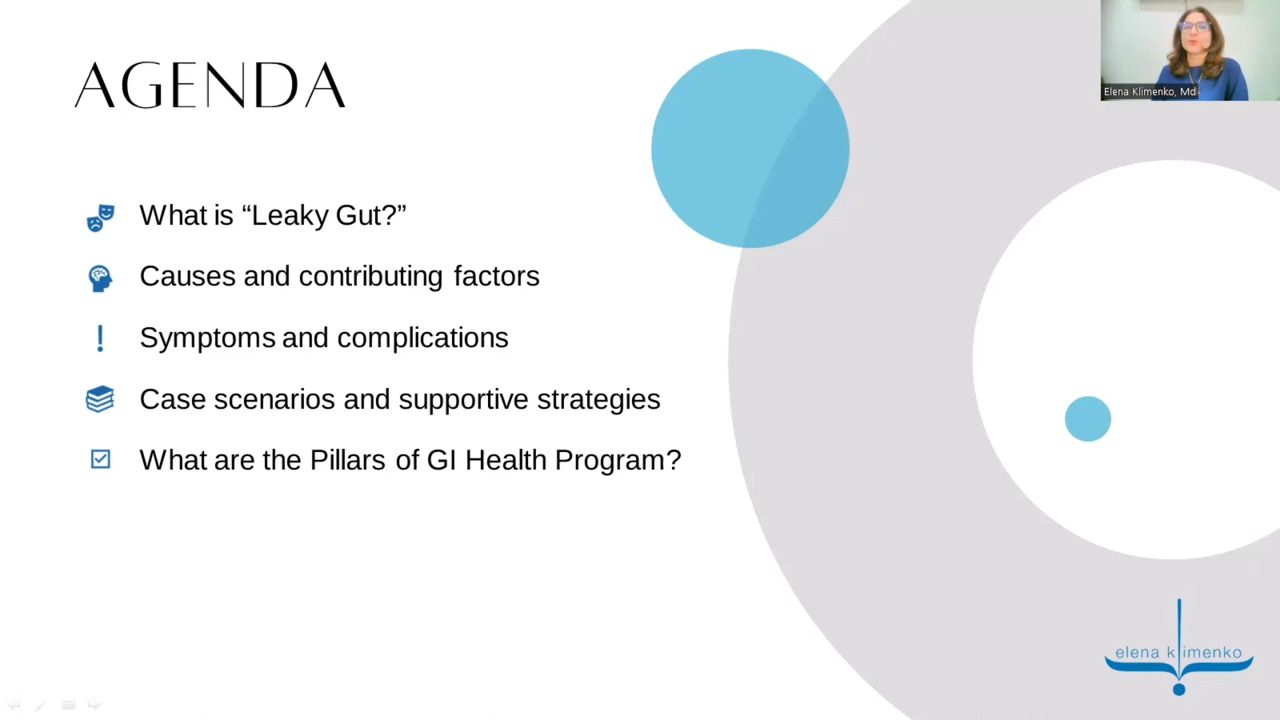 AGENDA
Elena Klimenko, Md
What is “Leaky Gut?”
Causes and contributing factors
Symptoms and complications
Case scenarios and supportive strategies
What are the Pillars of GI Health Program?
elena klimenko